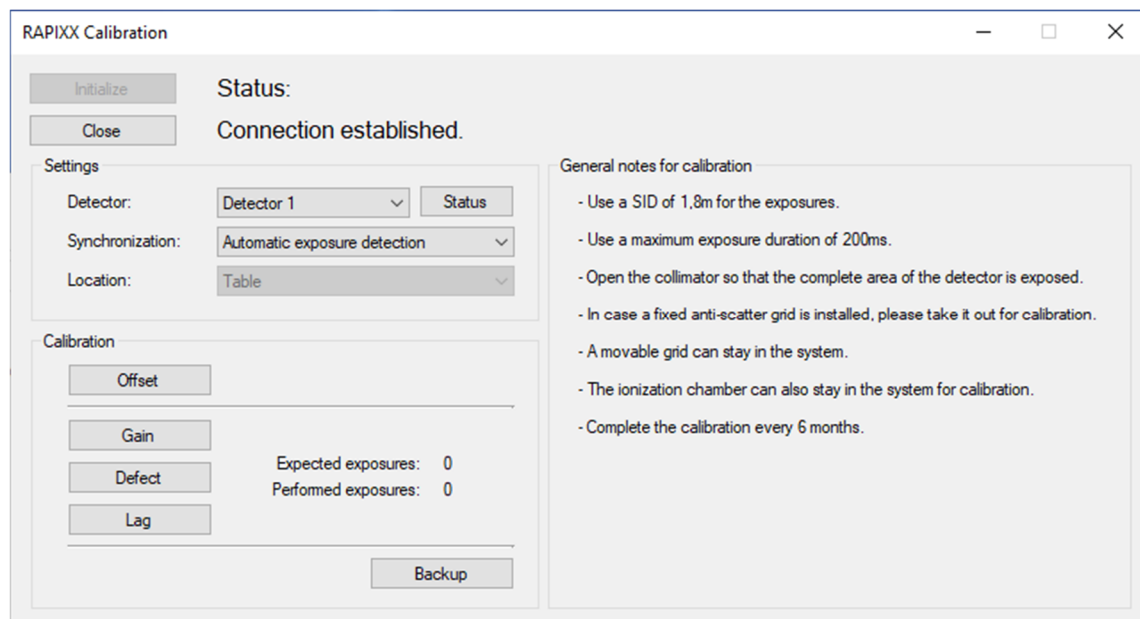 RAPIXX Calibration
Initialize
Status:
Close
Connection established.
Settings
Detector:
Detector 1
Status
Synchronization:
Automatic exposure detection
Location:
Table
Calibration
Offset
Gain
Defect
Lag
Expected exposures: 0
Performed exposures: 0
Backup
General notes for calibration
- Use a SID of 1,8m for the exposures.
- Use a maximum exposure duration of 200ms.
- Open the collimator so that the complete area of the detector is exposed.
- In case a fixed anti-scatter grid is installed, please take it out for calibration.
- A movable grid can stay in the system.
- The ionization chamber can also stay in the system for calibration.
- Complete the calibration every 6 months.